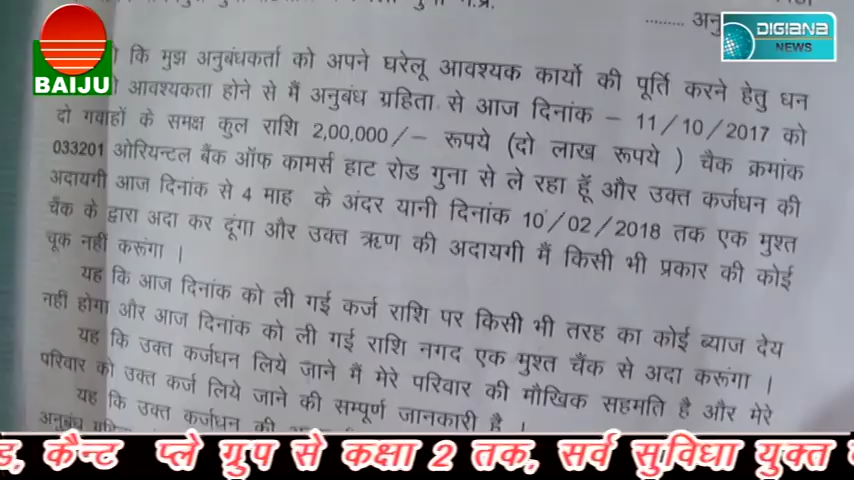 ......... अनु
DIGIANA
NEWS
BAIJU
कि मुझ अनुबंधकर्ता को अपने घरेलू आवश्यक कार्यो की पूर्ति करने हेतु धन
आवश्यकता होने से मैं अनुबंध ग्रहिता से आज दिनांक – 11/10/2017 को
दो गवाहों के समक्ष कुल राशि 2,00,000/– रूपये (दो लाख रूपये ) चैक क्रमांक
033201 ओरियन्टल बैंक ऑफ कामर्स हाट रोड गुना से ले रहा हूँ और उक्त कर्जधन की
अदायगी आज दिनांक से 4 माह के अंदर यानी दिनांक 10/02/2018 तक एक मुश्त
चैंक के द्वारा अदा कर दूंगा और उक्त ऋण की अदायगी मैं किसी भी प्रकार की कोई
चूक नहीं करूंगा ।
यह कि आज दिनांक को ली गई कर्ज राशि पर किसी भी तरह का कोई ब्याज देय
नहीं होगा और आज दिनांक को ली गई राशि नगद एक मुश्त चैंक से अदा करूंगा ।
यह कि उक्त कर्जधन लिये जाने मैं मेरे परिवार की मौखिक सहमति है और मेरे
परिवार को उक्त कर्ज लिये जाने की सम्पूर्ण जानकारी है ।
यह कि उक्त कर्जधन की
अनुबंध
कैन्ट प्ले ग्रुप से कक्षा 2 तक, सर्व सुविधा युक्त